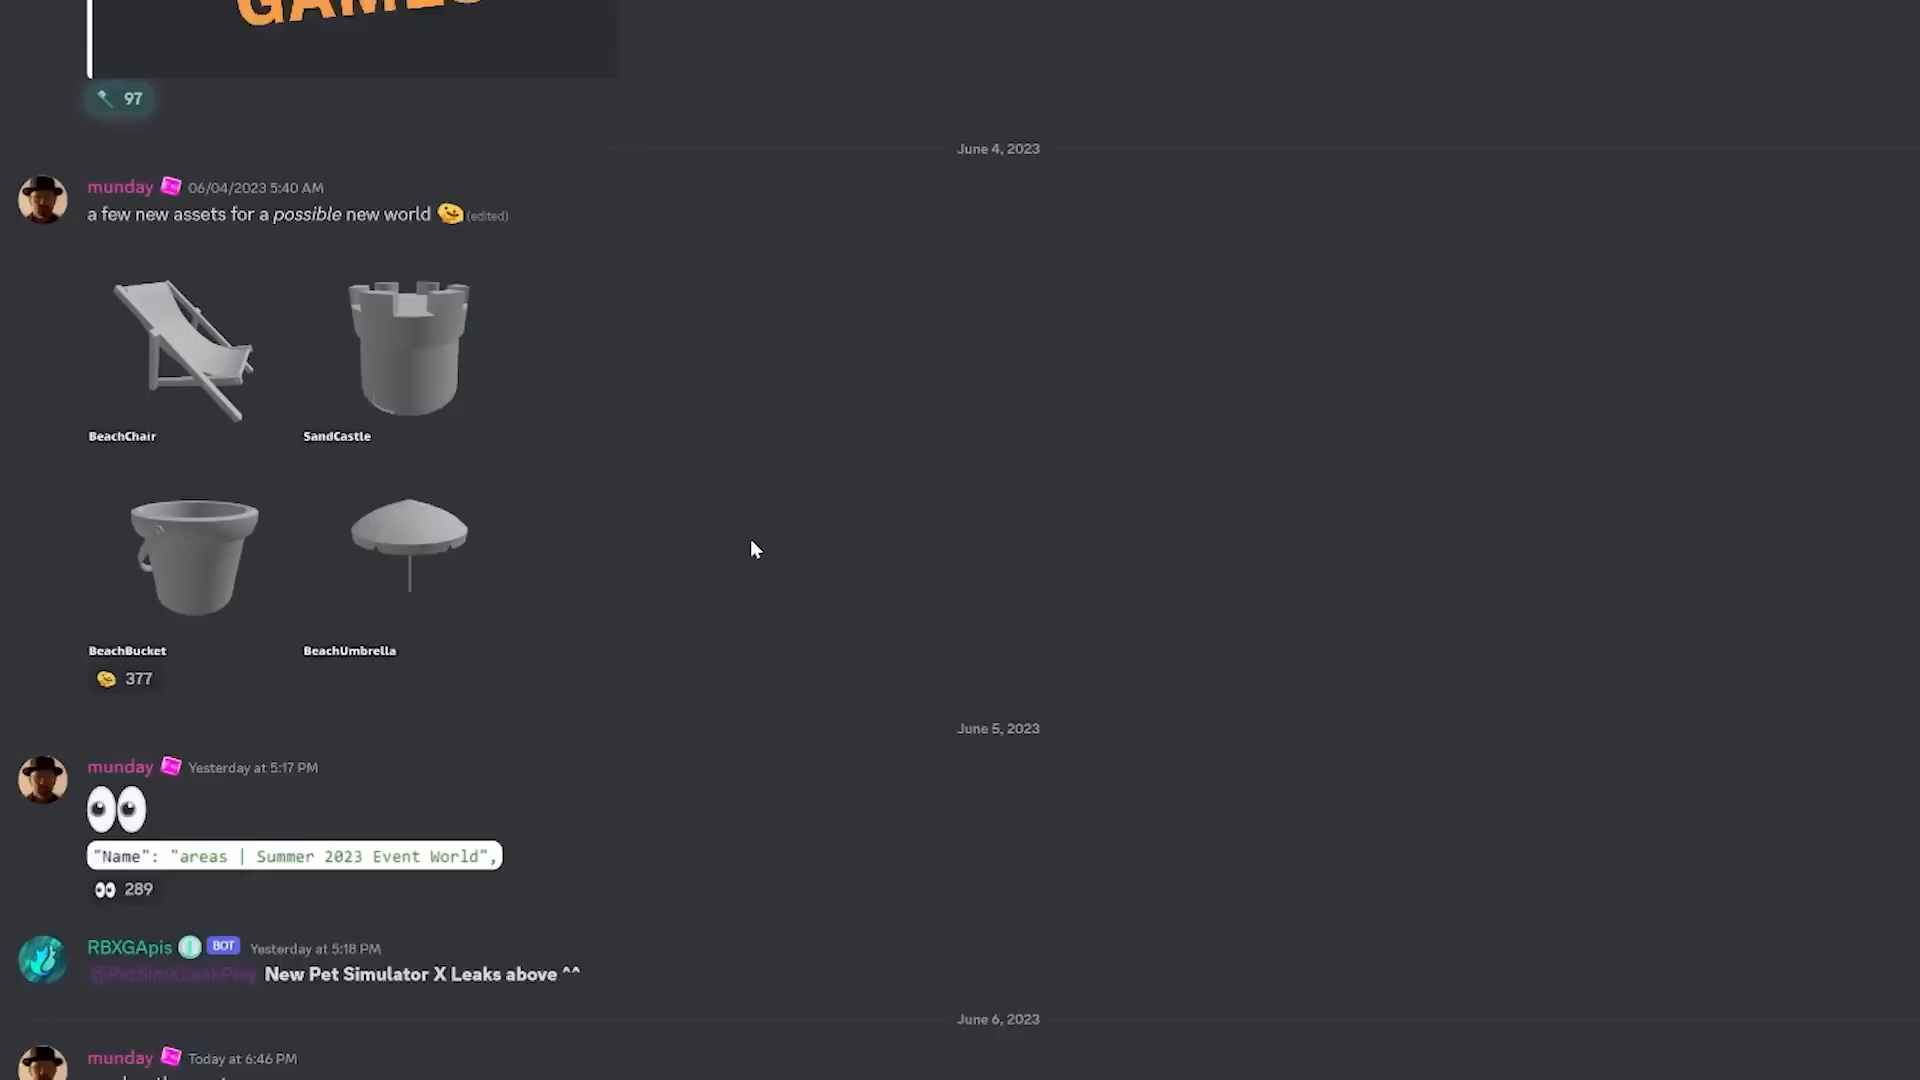 GAMES
97
June 4, 2023
munday 06/04/2023 5:40 AM
a few new assets for a possible new world (edited)
BeachChair SandCastle
BeachBucket BeachUmbrella
377
June 5, 2023
munday Yesterday at 5:17 PM
"Name": "areas | Summer 2023 Event World",
289
RBXGApis BOT Yesterday at 5:18 PM
@PetSimXLeakPing New Pet Simulator X Leaks above ^^
June 6, 2023
munday Today at 6:46 PM